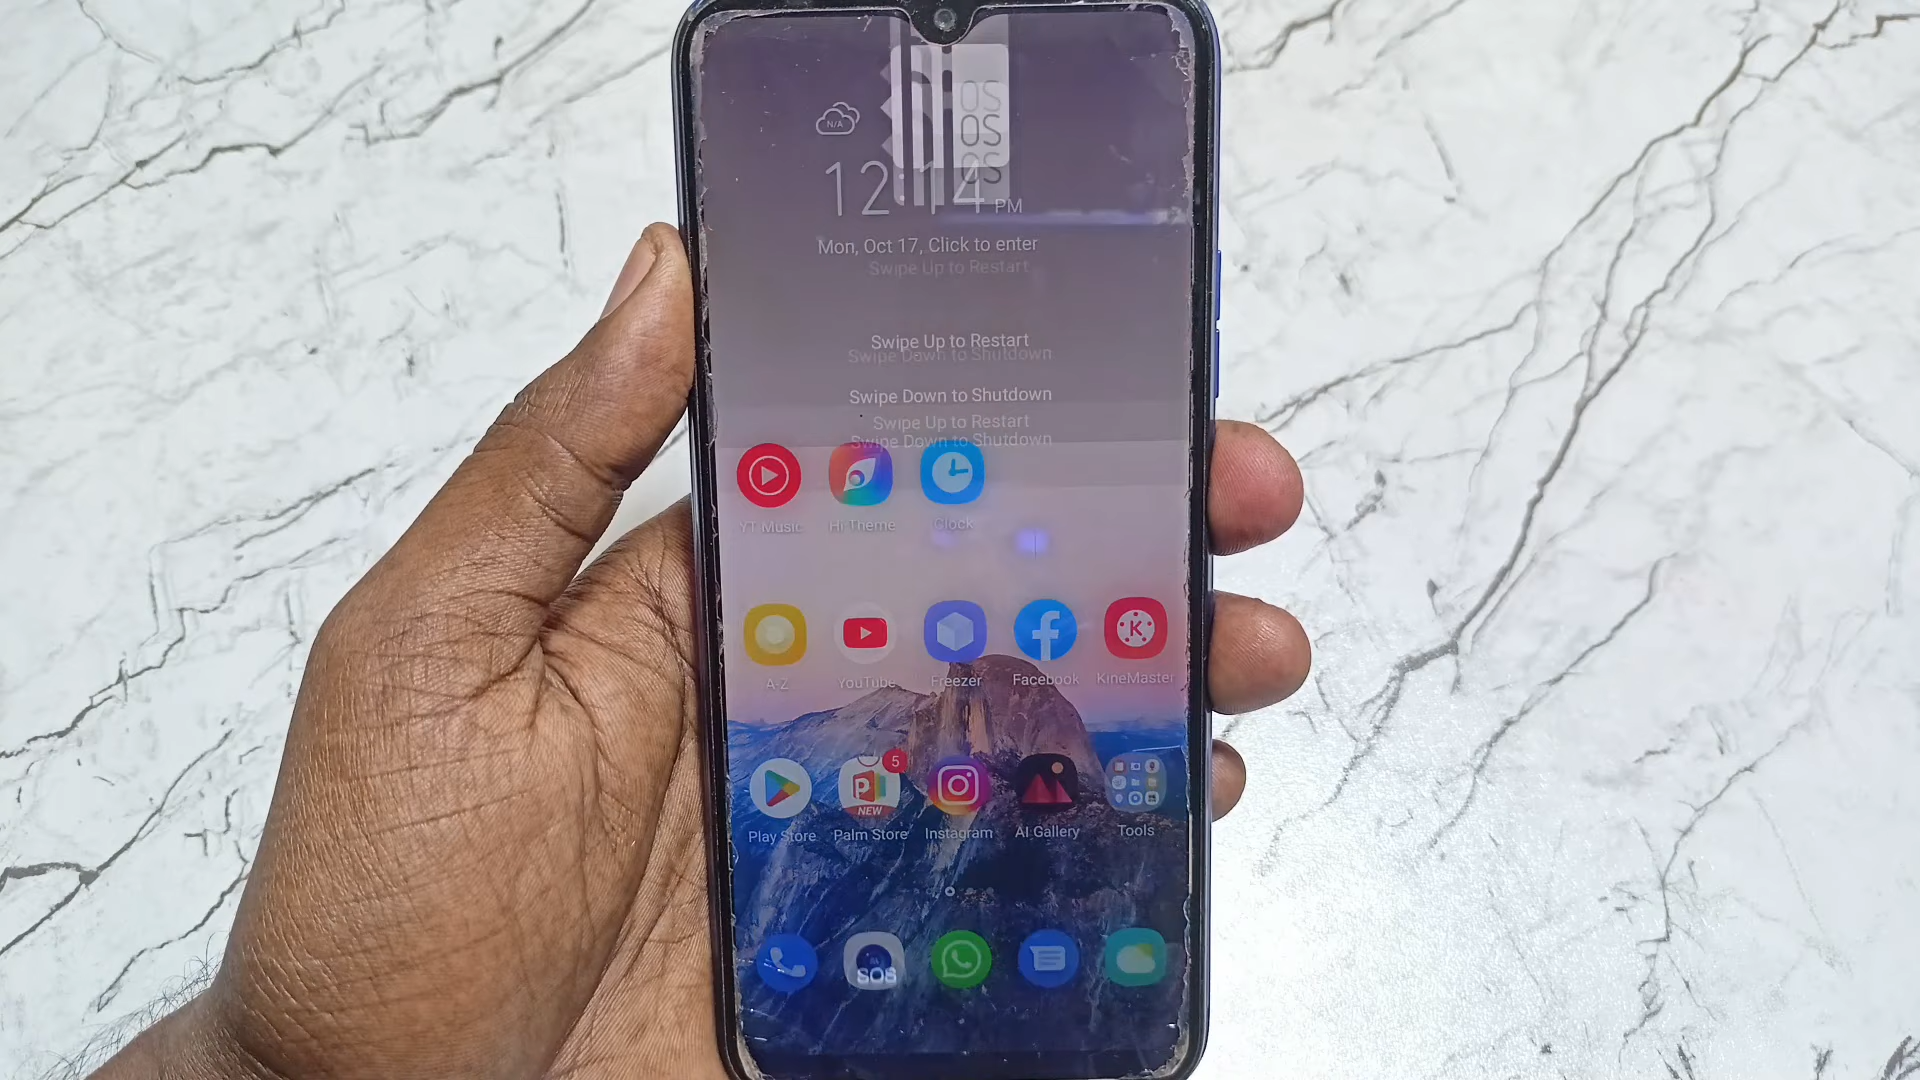 N/A
OS
OS
OS
12:14 PM
Mon, Oct 17, Click to enter
Swipe Up to Restart
Swipe Up to Restart
Swipe Down to Shutdown
Swipe Down to Shutdown
Swipe Up to Restart
Swipe Down to Shutdown
YT Music
Hi Theme
Clock
A-Z
YouTube
Freezer
Facebook
K
KineMaster
5
P
NEW
Play Store
Palm Store
Instagram
AI Gallery
Tools
SOS